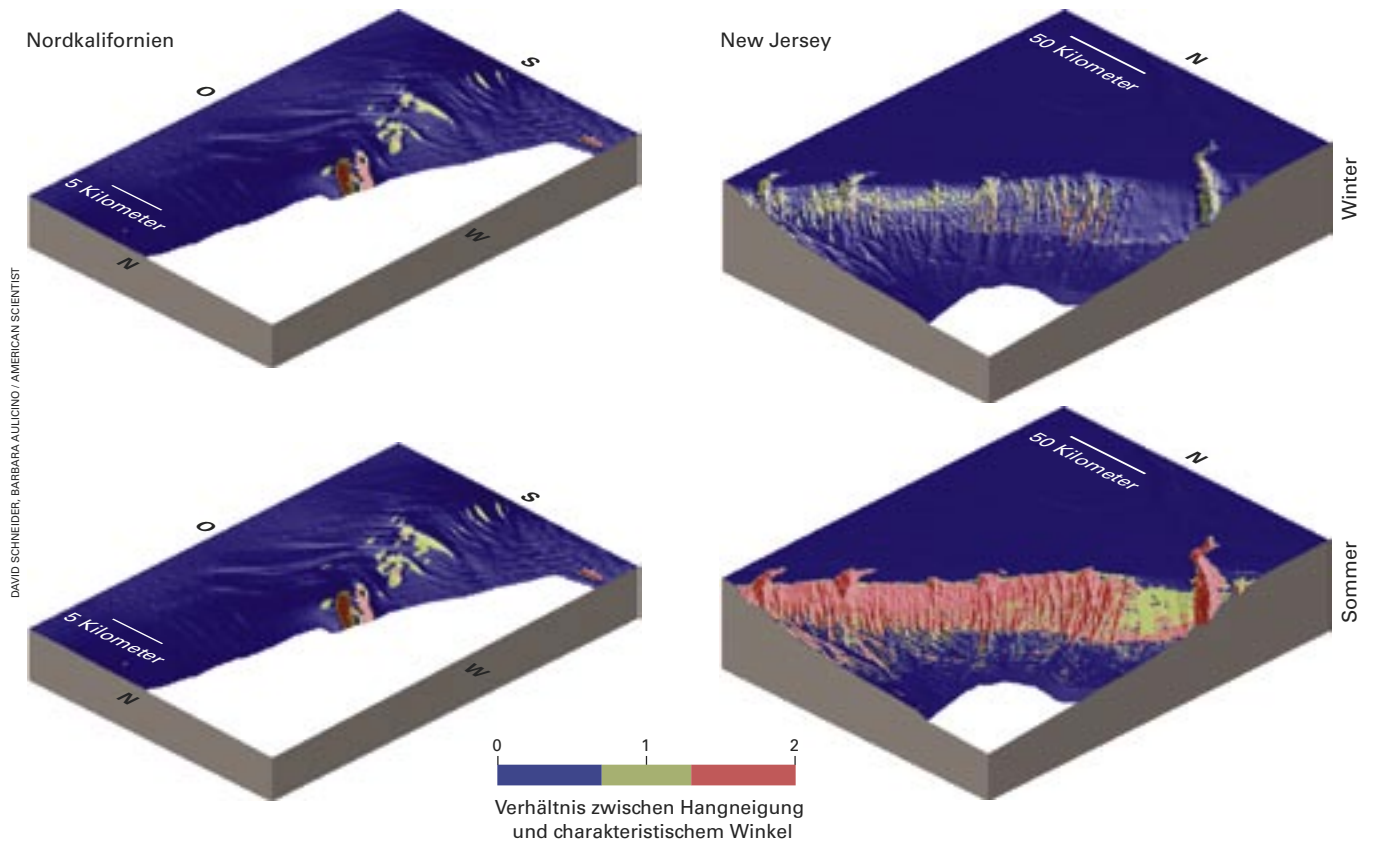 Nordkalifornien
O
S
5 Kilometer
N
W
New Jersey
50 Kilometer
N
Winter
O
S
5 Kilometer
N
W
50 Kilometer
N
Sommer
0 1 2
Verhältnis zwischen Hangneigung
und charakteristischem Winkel
DAVID SCHNEIDER, BARBARA AULICINO / AMERICAN SCIENTIST